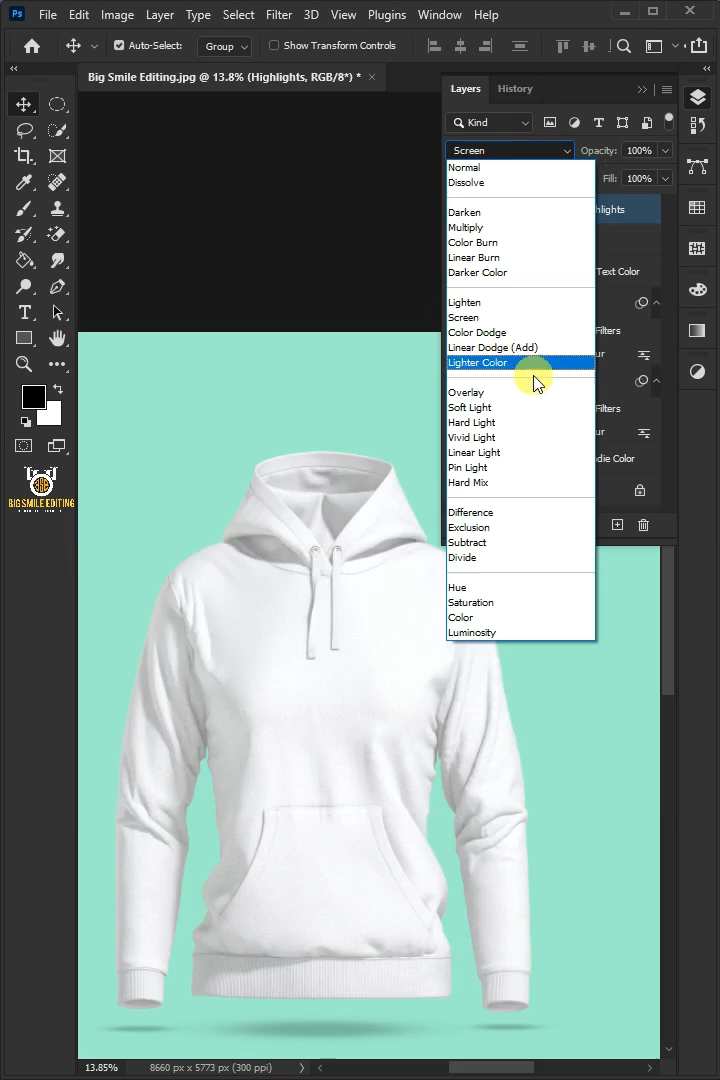 Ps File Edit Image Layer Type Select Filter 3D View Plugins Window Help
Auto-Select: Group Show Transform Controls
Big Smile Editing.jpg @ 13.8% (Highlights, RGB/8*) *
Layers History
Kind
Screen Opacity: 100%
Normal
Fill: 100%
Dissolve
hlights
Darken
Multiply
Color Burn
Linear Burn
Darker Color
Text Color
Lighten
Screen
Color Dodge
Filters
Linear Dodge (Add)
ur
Lighter Color
Overlay
Soft Light
Filters
Hard Light
Vivid Light
ur
Linear Light
die Color
Pin Light
Hard Mix
Difference
Exclusion
Subtract
Divide
Hue
Saturation
Color
Luminosity
BIG SMILE EDITING
13.85% 8660 px x 5773 px (300 ppi)